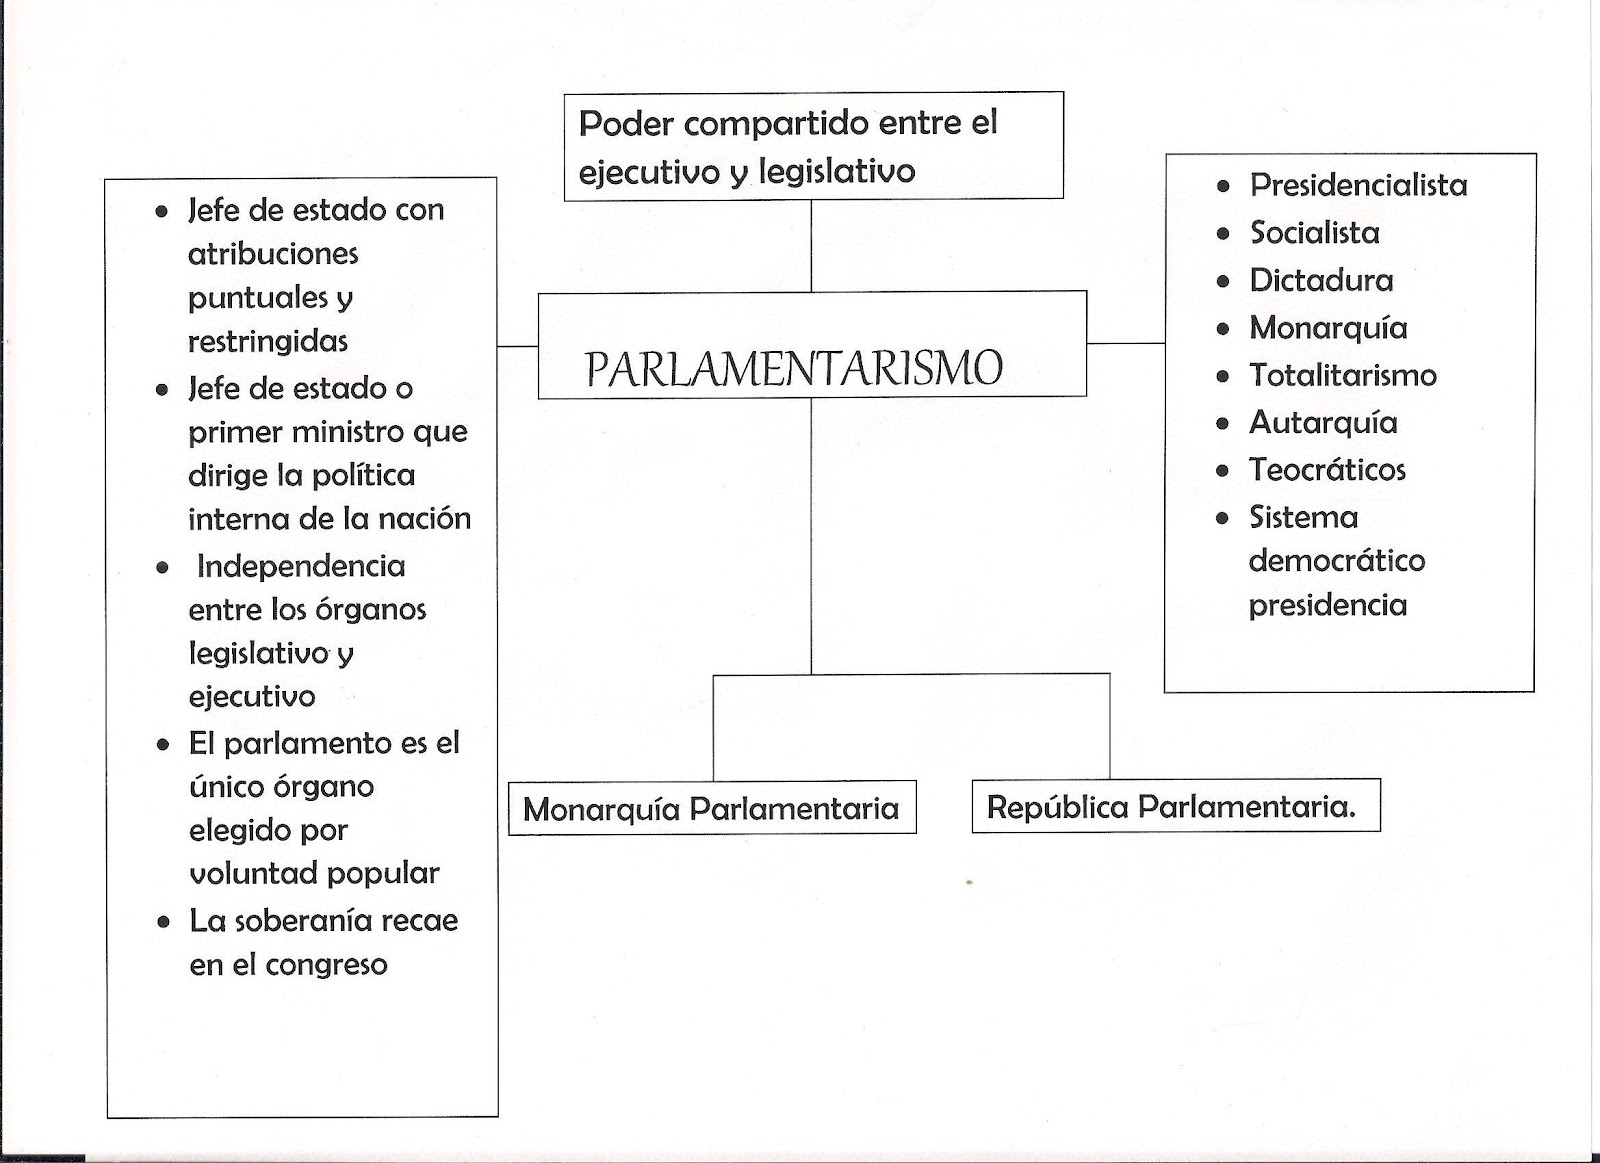 Poder compartido entre el
ejecutivo y legislativo
• Jefe de estado con
atribuciones
puntuales y
restringidas
• Jefe de estado o
primer ministro que
dirige la política
interna de la nación
• Independencia
entre los órganos
legislativo y
ejecutivo
• El parlamento es el
único órgano
elegido por
voluntad popular
• La soberanía recae
en el congreso
PARLAMENTARISMO
• Presidencialista
• Socialista
• Dictadura
• Monarquía
• Totalitarismo
• Autarquía
• Teocráticos
• Sistema
democrático
presidencia
Monarquía Parlamentaria
República Parlamentaria.